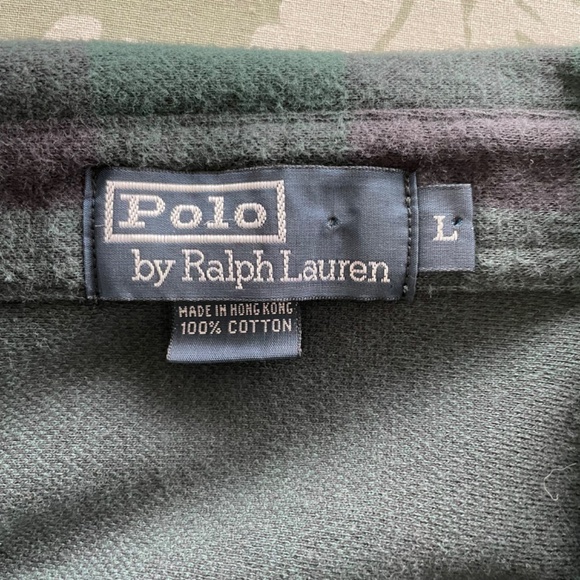 Polo
by Ralph Lauren
L
MADE IN HONG KONG
100% COTTON